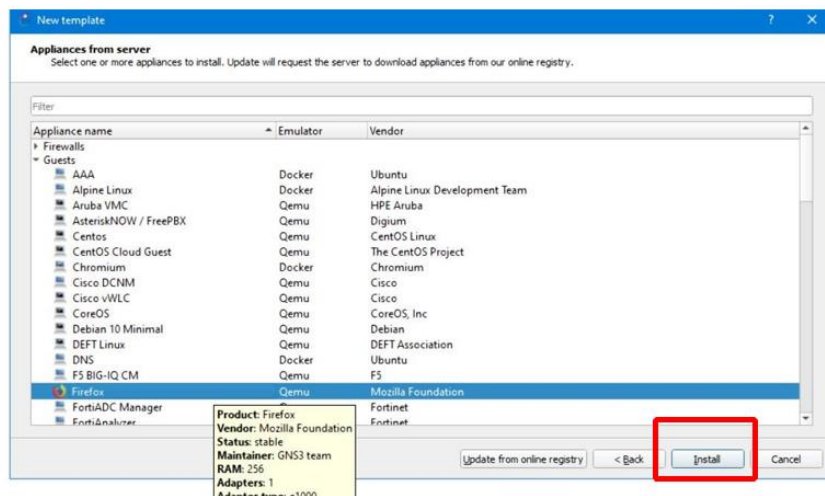 New template
Appliances from server
Select one or more appliances to install. Update will request the server to download appliances from our online registry.
Filter
Appliance name Emulator Vendor
Firewalls
Guests
AAA Docker Ubuntu
Alpine Linux Docker Alpine Linux Development Team
Aruba VMC Qemu HPE Aruba
AsteriskNOW / FreePBX Qemu Digium
Centos Qemu CentOS Linux
CentOS Cloud Guest Qemu The CentOS Project
Chromium Docker Chromium
Cisco DCNM Qemu Cisco
Cisco vWLC Qemu Cisco
CoreOS Qemu CoreOS, Inc
Debian 10 Minimal Qemu Debian
DEFT Linux Qemu DEFT Association
DNS Docker Ubuntu
F5 BIG-IQ CM Qemu F5
Firefox Qemu Mozilla Foundation
FortiADC Manager Fortinet
FortiAnalyzer Fortinet
Product: Firefox
Vendor: Mozilla Foundation
Status: stable
Maintainer: GNS3 team
RAM: 256
Adapters: 1
Adapter type: e1000
Update from online registry < Back Install Cancel